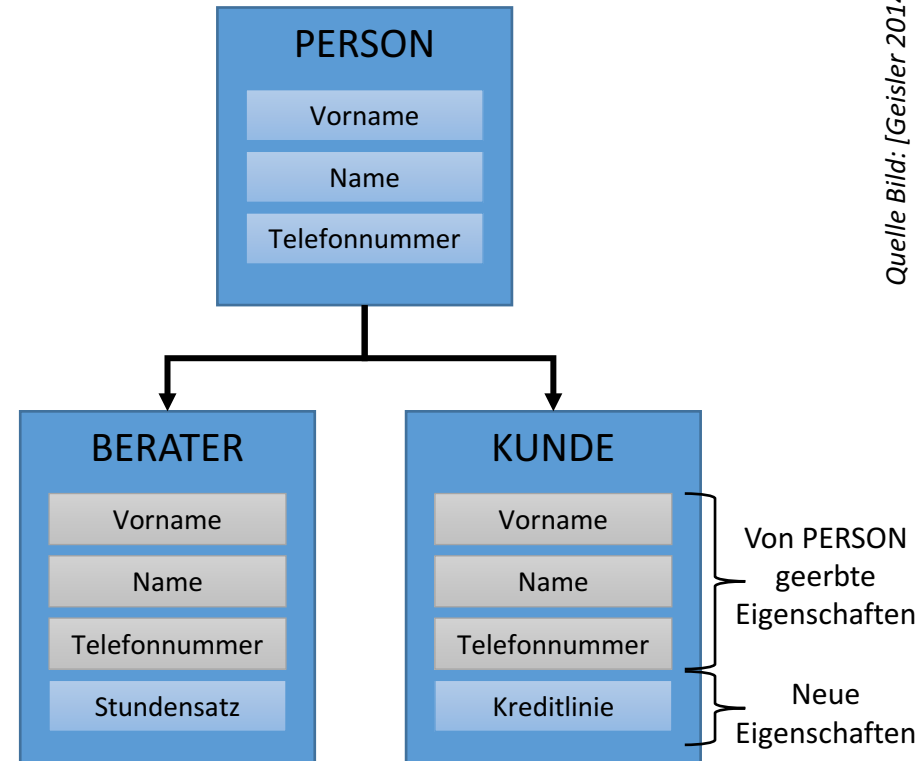 PERSON
Vorname
Name
Telefonnummer
Quelle Bild: [Geisler 2014
BERATER
Vorname
Name
Telefonnummer
Stundensatz
KUNDE
Vorname
Name
Telefonnummer
Kreditlinie
Von PERSON
geerbte
Eigenschaften
Neue
Eigenschaften